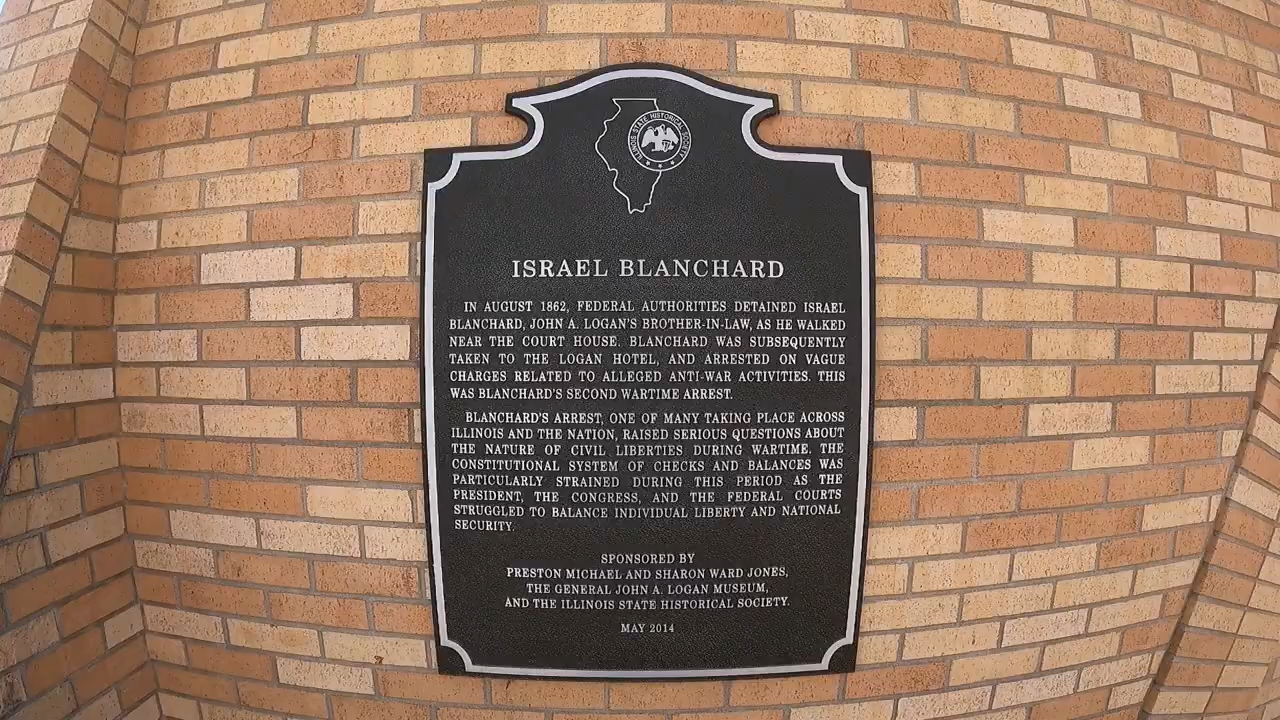 ILLINOIS STATE HISTORICAL SOCIETY
ISRAEL BLANCHARD
IN AUGUST 1862, FEDERAL AUTHORITIES DETAINED ISRAEL
BLANCHARD, JOHN A. LOGAN'S BROTHER-IN-LAW, AS HE WALKED
NEAR THE COURT HOUSE. BLANCHARD WAS SUBSEQUENTLY
TAKEN TO THE LOGAN HOTEL, AND ARRESTED ON VAGUE
CHARGES RELATED TO ALLEGED ANTI-WAR ACTIVITIES. THIS
WAS BLANCHARD'S SECOND WARTIME ARREST.
BLANCHARD'S ARREST, ONE OF MANY TAKING PLACE ACROSS
ILLINOIS AND THE NATION, RAISED SERIOUS QUESTIONS ABOUT
THE NATURE OF CIVIL LIBERTIES DURING WARTIME. THE
CONSTITUTIONAL SYSTEM OF CHECKS AND BALANCES WAS
PARTICULARLY STRAINED DURING THIS PERIOD AS THE
PRESIDENT, THE CONGRESS, AND THE FEDERAL COURTS
STRUGGLED TO BALANCE INDIVIDUAL LIBERTY AND NATIONAL
SECURITY.
SPONSORED BY
PRESTON MICHAEL AND SHARON WARD JONES,
THE GENERAL JOHN A. LOGAN MUSEUM,
AND THE ILLINOIS STATE HISTORICAL SOCIETY.
MAY 2014